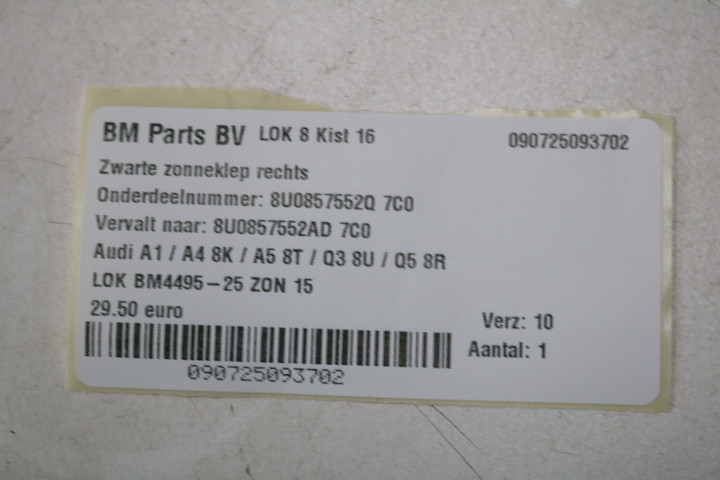 BM Parts BV LOK 8 Kist 16 090725093702
Zwarte zonneklep rechts
Onderdeelnummer: 8U0857552Q 7C0
Vervalt naar: 8U0857552AD 7C0
Audi A1 / A4 8K / A5 8T / Q3 8U / Q5 8R
LOK BM4495-25 ZON 15
29.50 euro
Verz: 10
Aantal: 1
090725093702